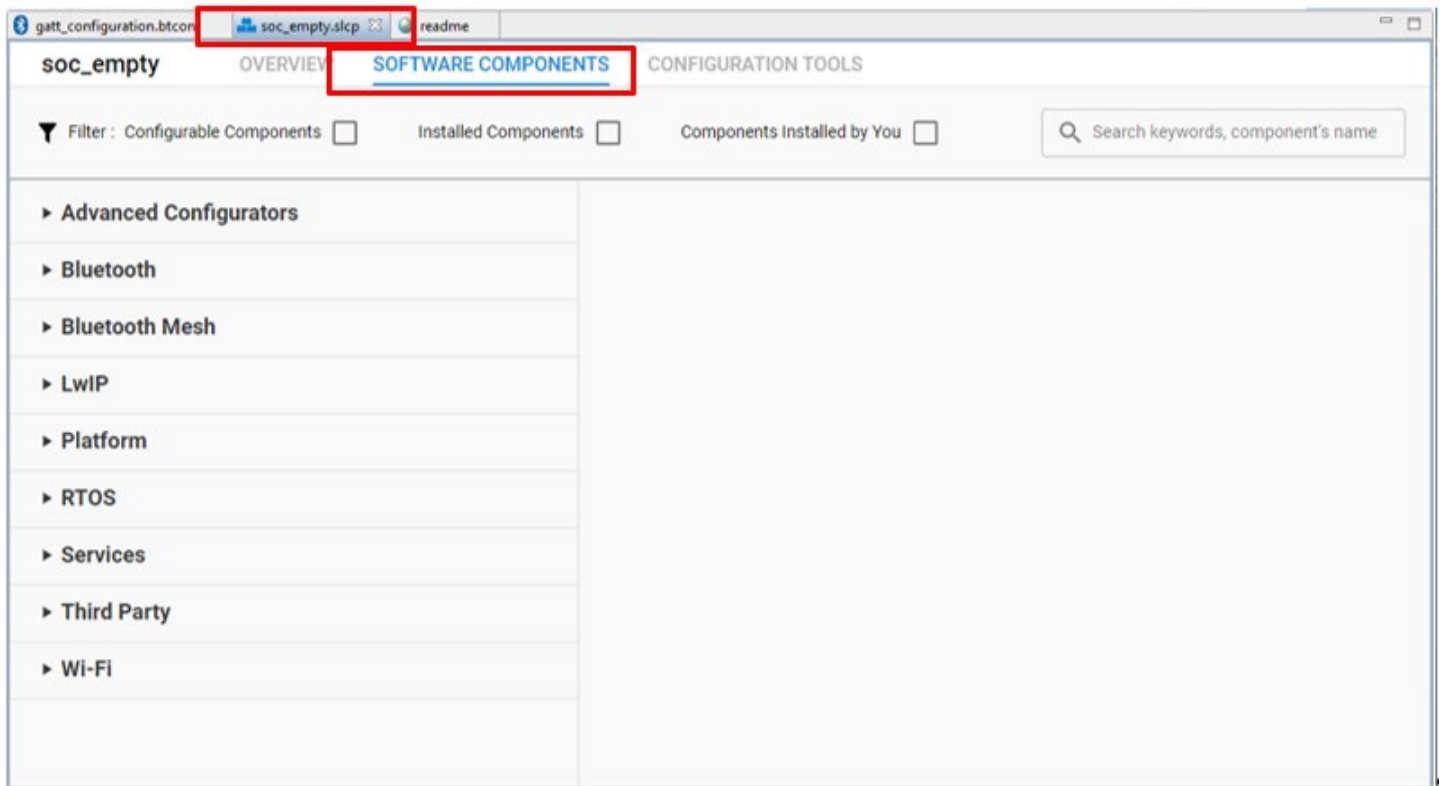 gatt_configuration.btcon soc_empty.slcp readme
soc_empty OVERVIEW SOFTWARE COMPONENTS CONFIGURATION TOOLS
Filter : Configurable Components Installed Components Components Installed by You Search keywords, component's name
Advanced Configurators
Bluetooth
Bluetooth Mesh
LwIP
Platform
RTOS
Services
Third Party
Wi-Fi